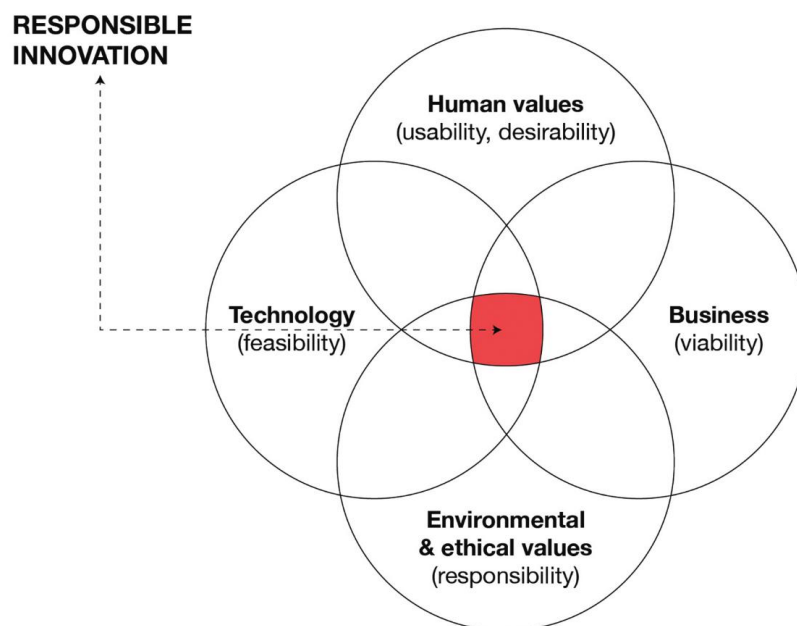 RESPONSIBLE
INNOVATION
Human values
(usability, desirability)
Technology
(feasibility)
Business
(viability)
Environmental
& ethical values
(responsibility)